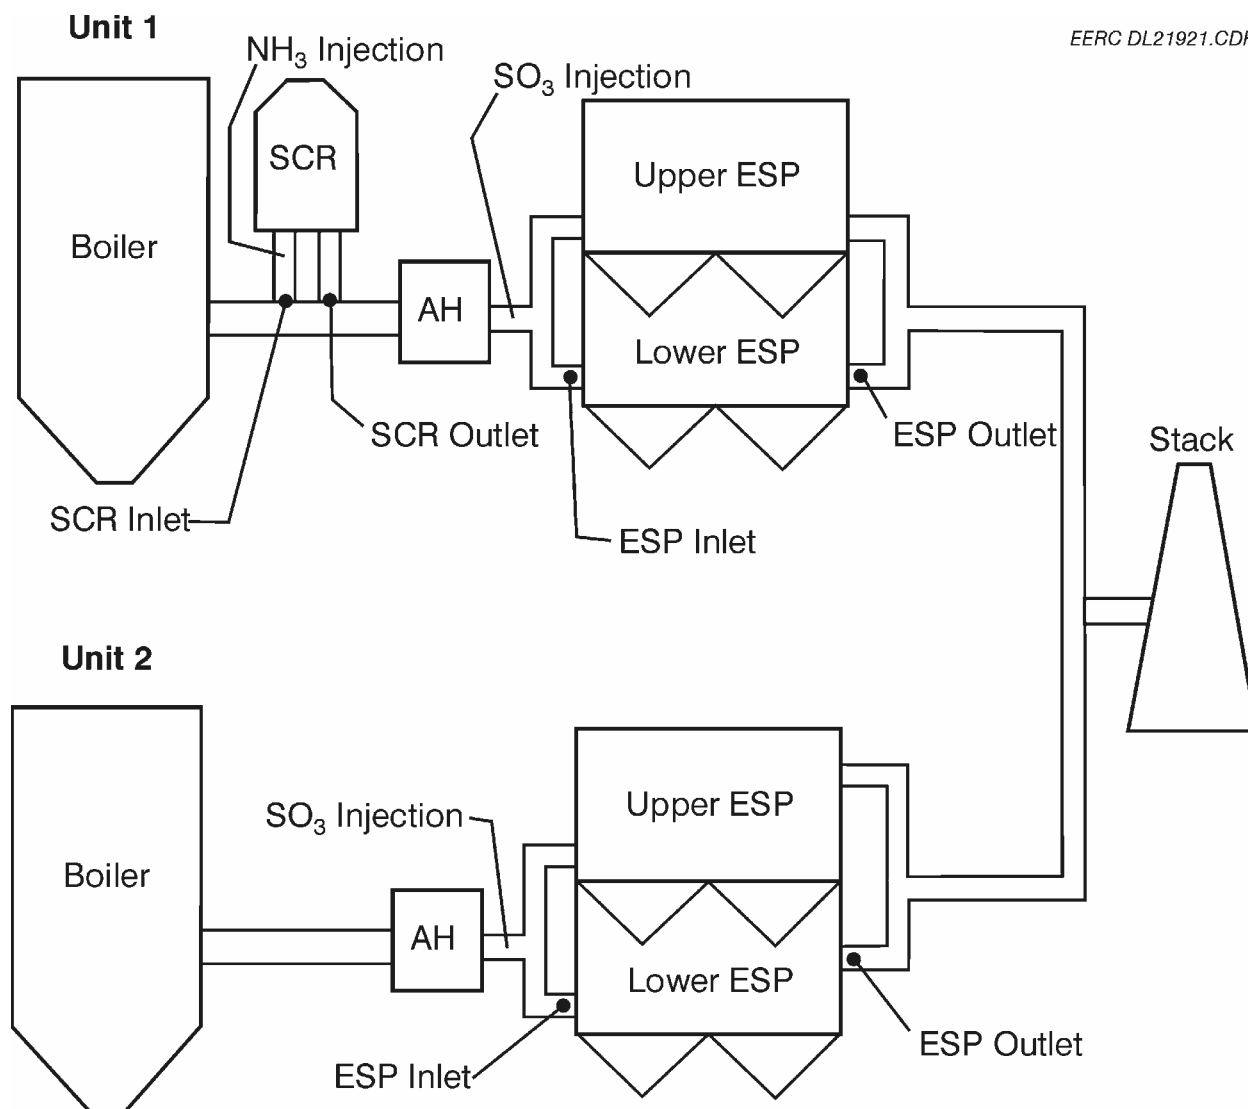 Unit 1
NH₃ Injection
EERC DL21921.CDR
SO₃ Injection
SCR
Upper ESP
Boiler
AH
Lower ESP
SCR Outlet
ESP Outlet
Stack
SCR Inlet
ESP Inlet
Unit 2
Upper ESP
SO₃ Injection
Boiler
AH
Lower ESP
ESP Outlet
ESP Inlet